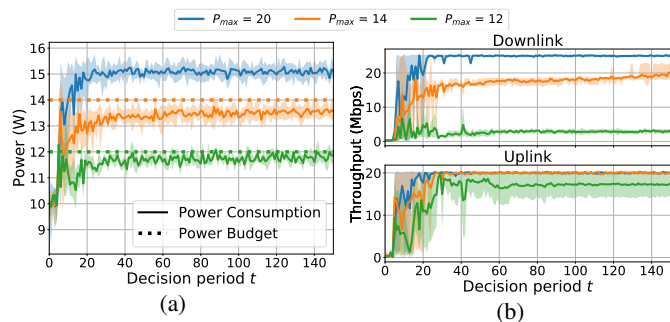 P_max = 20 P_max = 14 P_max = 12
16
15
14
13
12
11
10
9
Power (W)
Power Consumption
Power Budget
0 20 40 60 80 100 120 140
Decision period t
(a)
Downlink
20
10
0
Uplink
20
10
0
Throughput (Mbps)
0 20 40 60 80 100 120 140
Decision period t
(b)